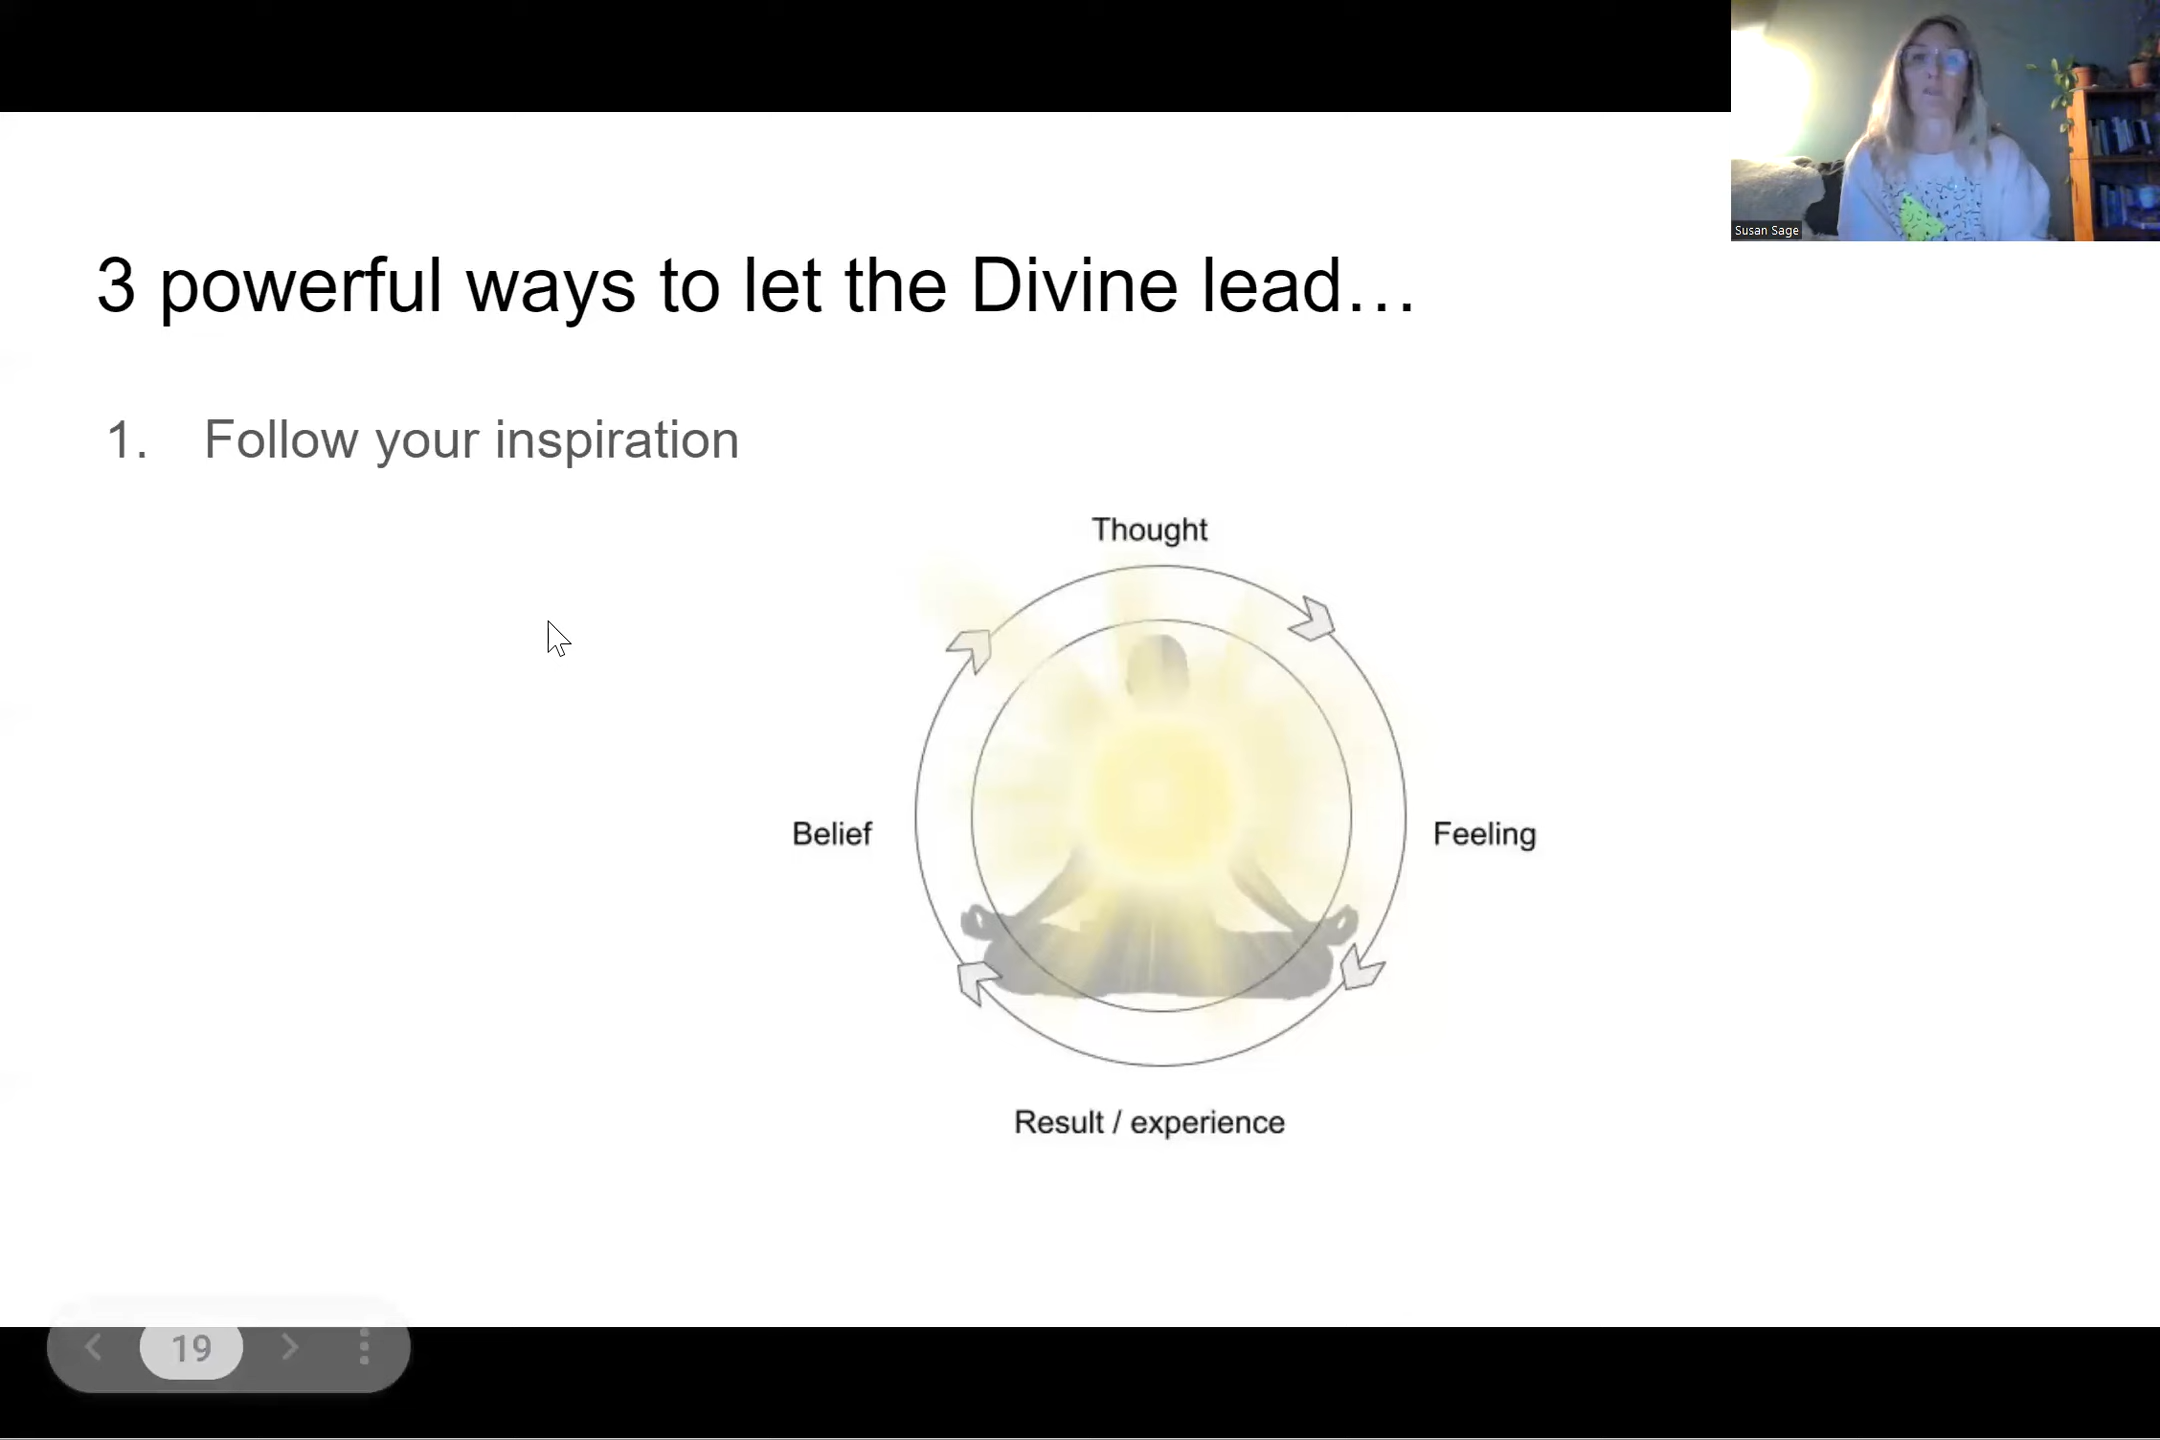 Susan Sage
3 powerful ways to let the Divine lead…
1. Follow your inspiration
Thought
Belief
Feeling
Result / experience
19